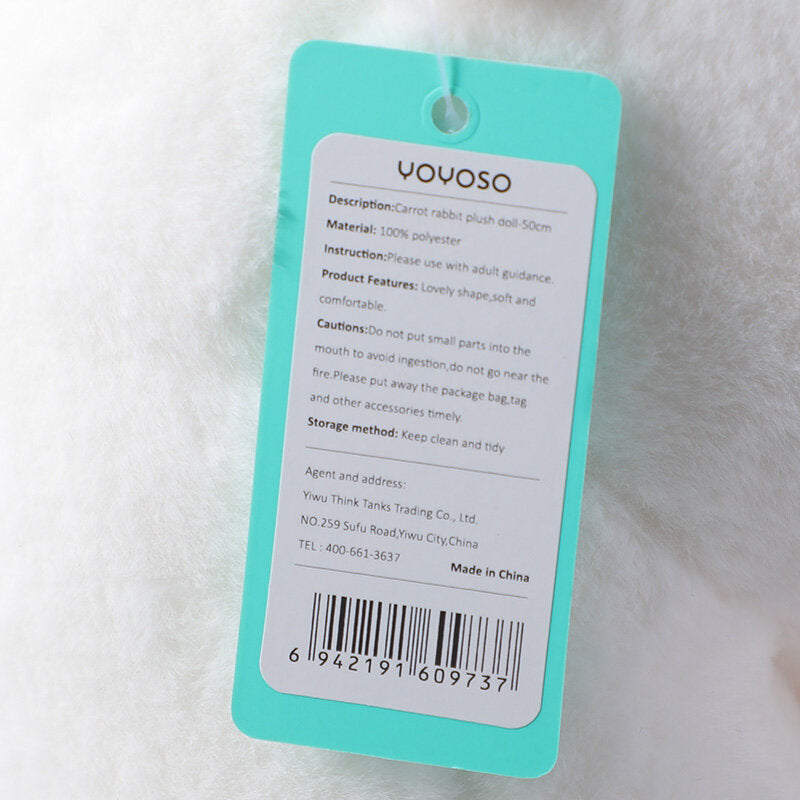 YOYOSO
Description:Carrot rabbit plush doll-50cm
Material: 100% polyester
Instruction:Please use with adult guidance.
Product Features: Lovely shape,soft and
comfortable.
Cautions:Do not put small parts into the
mouth to avoid ingestion,do not go near the
fire.Please put away the package bag,tag
and other accessories timely.
Storage method: Keep clean and tidy
Agent and address:
Yiwu Think Tanks Trading Co., Ltd.
NO.259 Sufu Road,Yiwu City,China
TEL : 400-661-3637
Made in China
6 942191 609737